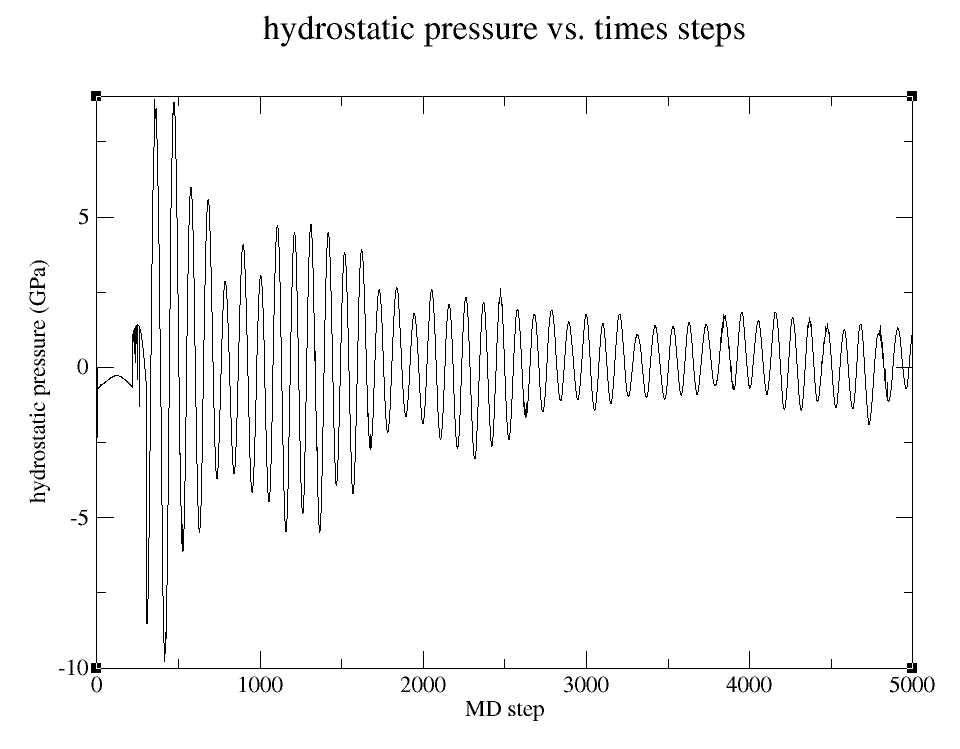 hydrostatic pressure vs. times steps
hydrostatic pressure (GPa)
5
0
-5
-10
0 1000 2000 3000 4000 5000
MD step